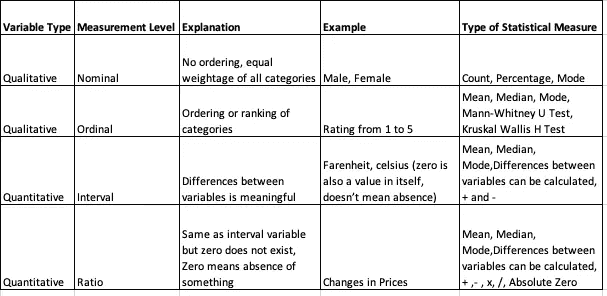 Variable Type Measurement Level Explanation Example Type of Statistical Measure
No ordering, equal
Qualitative Nominal weightage of all categories Male, Female Count, Percentage, Mode
Mean, Median, Mode,
Ordering or ranking of Mann-Whitney U Test,
Qualitative Ordinal categories Rating from 1 to 5 Kruskal Wallis H Test
Mean, Median,
Farenheit, celsius (zero is Mode,Differences between
Differences between also a value in itself, variables can be calculated,
Quantitative Interval variables is meaningful doesn't mean absence) + and -
Same as interval variable Mean, Median,
but zero does not exist, Mode,Differences between
Zero means absence of variables can be calculated,
Quantitative Ratio something Changes in Prices + ,- , x, /, Absolute Zero